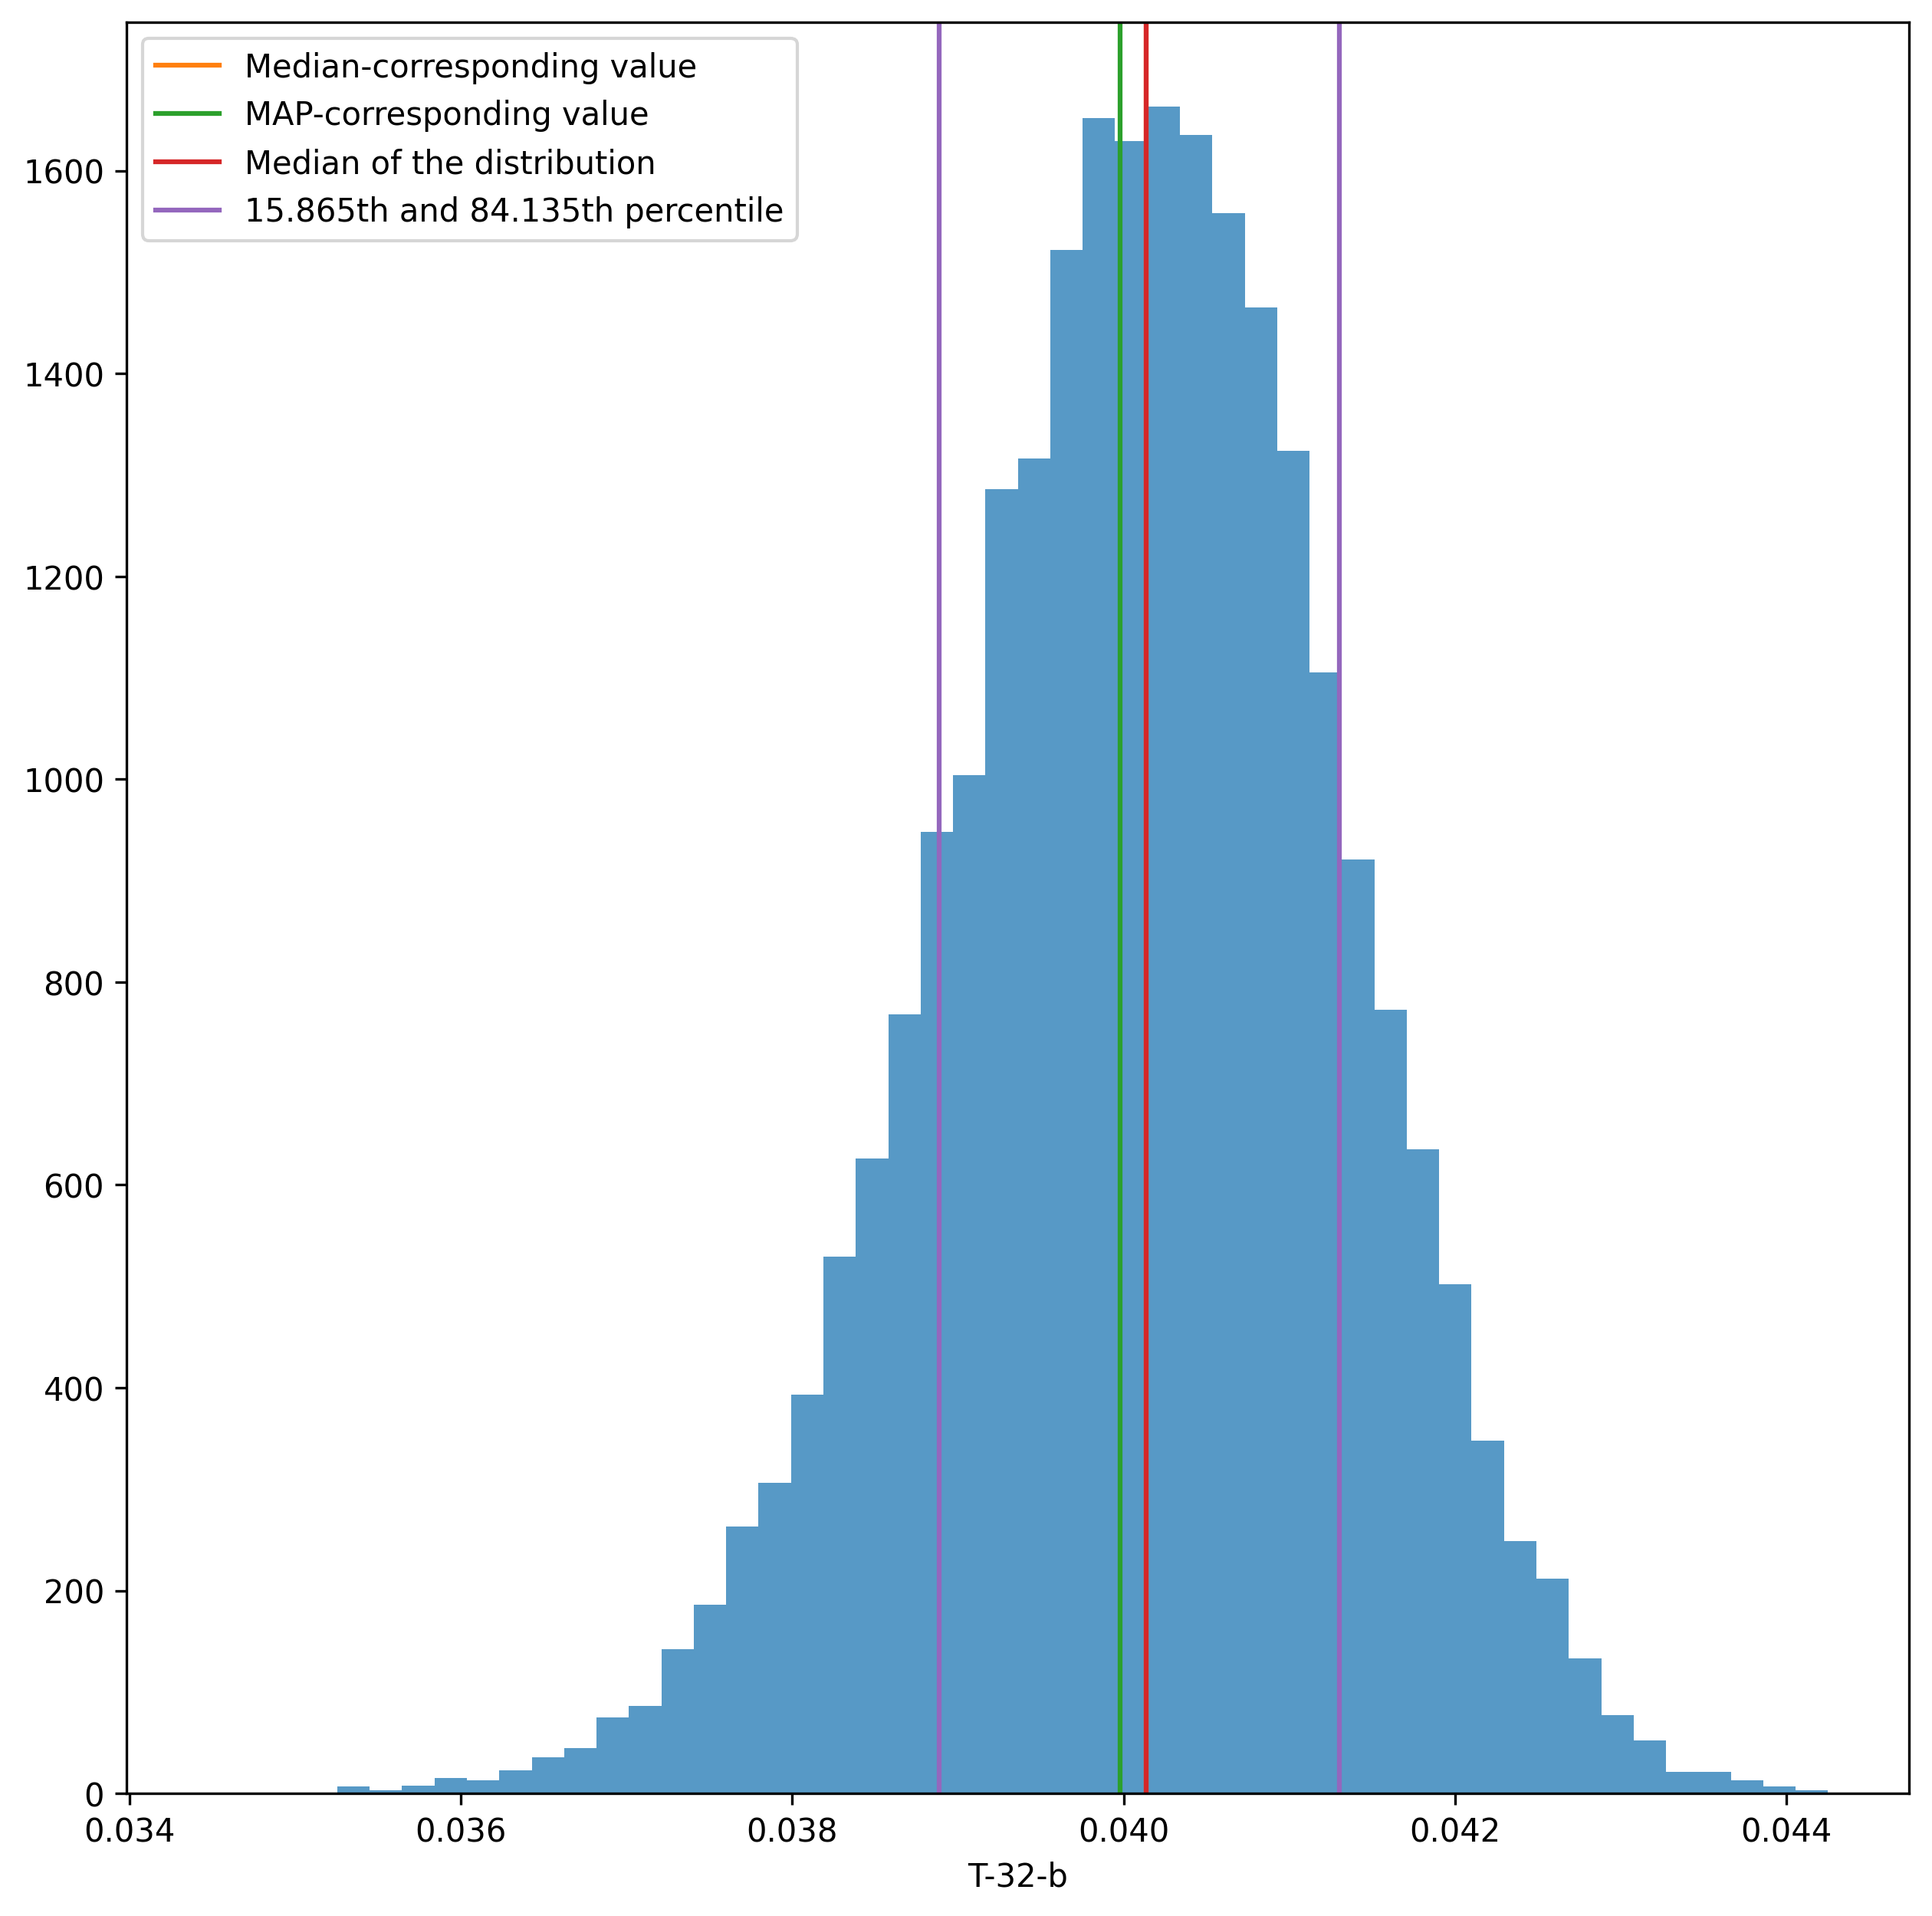 Median-corresponding value
MAP-corresponding value
Median of the distribution
15.865th and 84.135th percentile
1600
1400
1200
1000
800
600
400
200
0
0.034 0.036 0.038 0.040 0.042 0.044
T-32-b